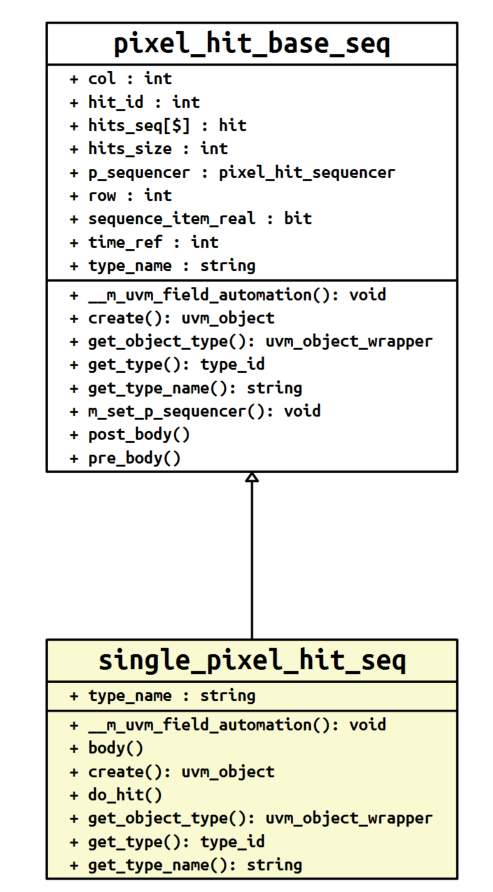 pixel_hit_base_seq
+ col : int
+ hit_id : int
+ hits_seq[$] : hit
+ hits_size : int
+ p_sequencer : pixel_hit_sequencer
+ row : int
+ sequence_item_real : bit
+ time_ref : int
+ type_name : string
+ __m_uvm_field_automation(): void
+ create(): uvm_object
+ get_object_type(): uvm_object_wrapper
+ get_type(): type_id
+ get_type_name(): string
+ m_set_p_sequencer(): void
+ post_body()
+ pre_body()
single_pixel_hit_seq
+ type_name : string
+ __m_uvm_field_automation(): void
+ body()
+ create(): uvm_object
+ do_hit()
+ get_object_type(): uvm_object_wrapper
+ get_type(): type_id
+ get_type_name(): string